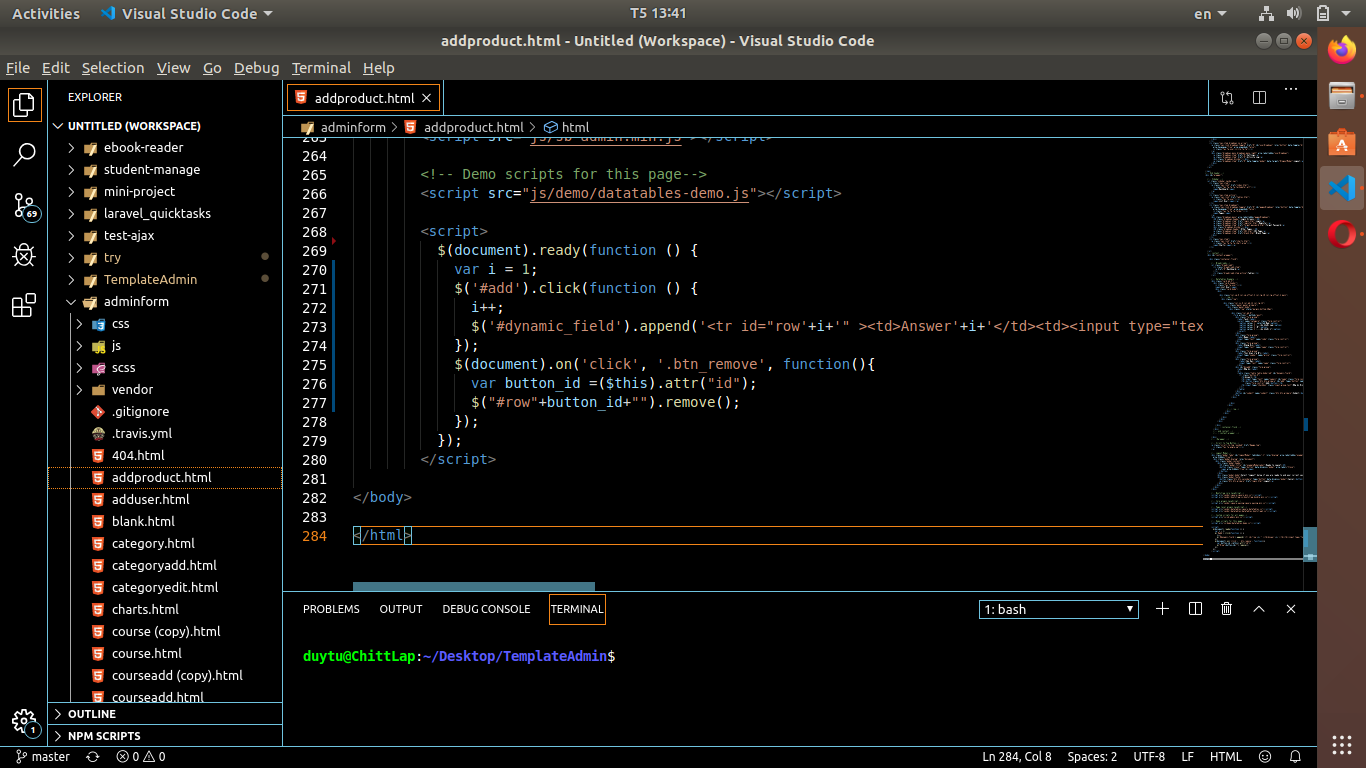 Activities Visual Studio Code T5 13:41 en
addproduct.html - Untitled (Workspace) - Visual Studio Code
File Edit Selection View Go Debug Terminal Help
EXPLORER
UNTITLED (WORKSPACE)
ebook-reader
student-manage
mini-project
laravel_quicktasks
test-ajax
try
TemplateAdmin
adminform
css
js
scss
vendor
.gitignore
.travis.yml
404.html
addproduct.html
adduser.html
blank.html
category.html
categoryadd.html
categoryedit.html
charts.html
course (copy).html
course.html
courseadd (copy).html
courseadd.html
OUTLINE
NPM SCRIPTS
69
1
addproduct.html
adminform > addproduct.html > html
263 <script src="js/sb-admin.min.js"></script>
264
265 <!-- Demo scripts for this page-->
266 <script src="js/demo/datatables-demo.js"></script>
267
268 <script>
269 $(document).ready(function () {
270 var i = 1;
271 $('#add').click(function () {
272 i++;
273 $('#dynamic_field').append('<tr id="row'+i+'" ><td>Answer'+i+'</td><td><input type="tex
274 });
275 $(document).on('click', '.btn_remove', function(){
276 var button_id =($this).attr("id");
277 $("#row"+button_id+"").remove();
278 });
279 });
280 </script>
281
282 </body>
283
284 </html>
PROBLEMS OUTPUT DEBUG CONSOLE TERMINAL 1: bash
duytu@ChittLap:~/Desktop/TemplateAdmin$
master 0 0 Ln 284, Col 8 Spaces: 2 UTF-8 LF HTML